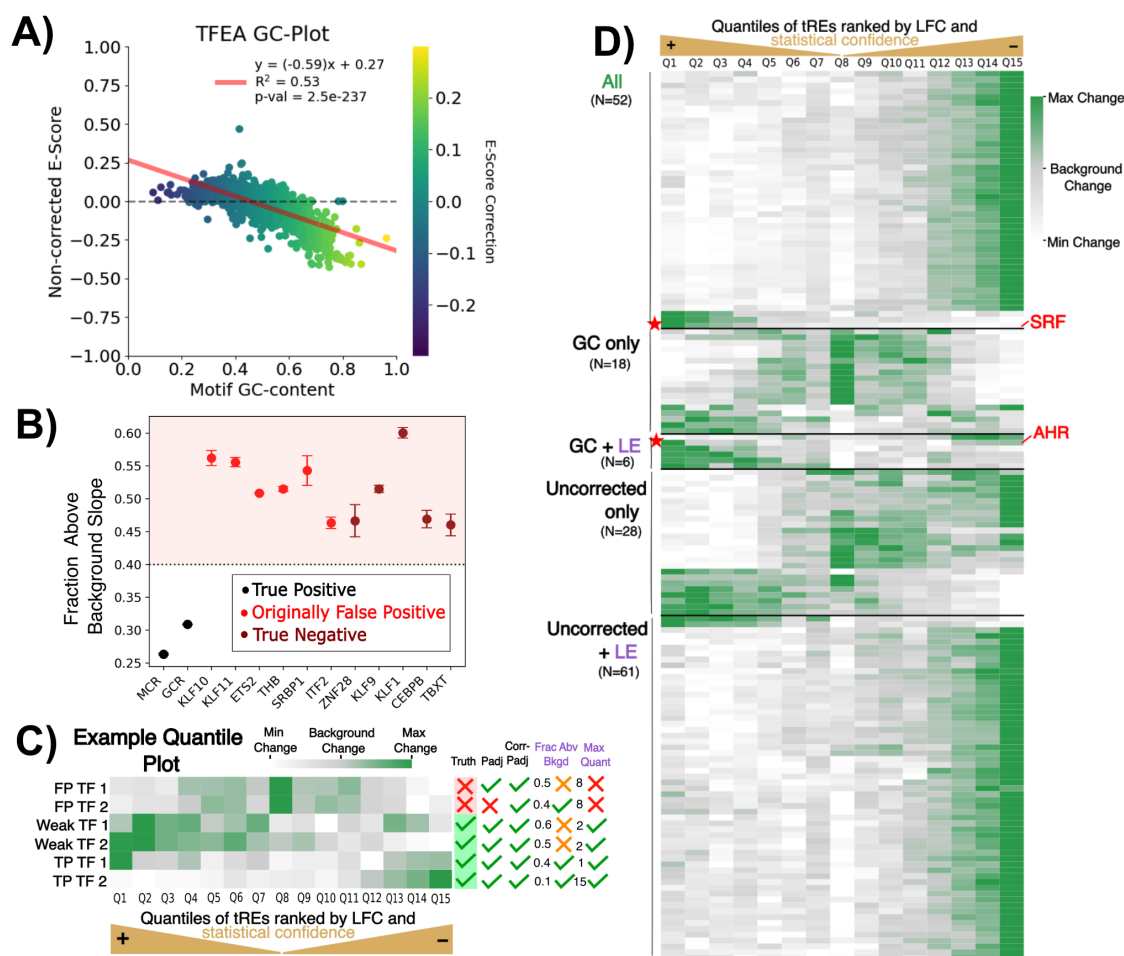 A)
TFEA GC-Plot
y = (-0.59)x + 0.27
R² = 0.53
p-val = 2.5e-237
Non-corrected E-Score
1.00
0.75
0.50
0.25
0.00
−0.25
−0.50
−0.75
−1.00
0.0 0.2 0.4 0.6 0.8 1.0
Motif GC-content
0.2
0.1
0.0
−0.1
−0.2
E-Score Correction
B)
Fraction Above
Background Slope
0.60
0.55
0.50
0.45
0.40
0.35
0.30
0.25
True Positive
Originally False Positive
True Negative
MCR GCR KLF10 KLF11 ETS2 THB SRBP1 ITF2 ZNF28 KLF9 KLF1 CEBPB TBXT
C)
Example Quantile
Plot
Min
Change
Background
Change
Max
Change
Truth Padj Corr-
Padj
Frac Abv
Bkgd
Max
Quant
FP TF 1 0.5 8
FP TF 2 0.4 8
Weak TF 1 0.6 2
Weak TF 2 0.5 2
TP TF 1 0.4 1
TP TF 2 0.1 15
Q1 Q2 Q3 Q4 Q5 Q6 Q7 Q8 Q9 Q10 Q11 Q12 Q13 Q14 Q15
Quantiles of tREs ranked by LFC and
statistical confidence
+ −
D)
Quantiles of tREs ranked by LFC and
statistical confidence
+ −
Q1 Q2 Q3 Q4 Q5 Q6 Q7 Q8 Q9 Q10 Q11 Q12 Q13 Q14 Q15
All
(N=52)
Max Change
Background
Change
Min Change
SRF
GC only
(N=18)
AHR
GC + LE
(N=6)
Uncorrected
only
(N=28)
Uncorrected
+ LE
(N=61)